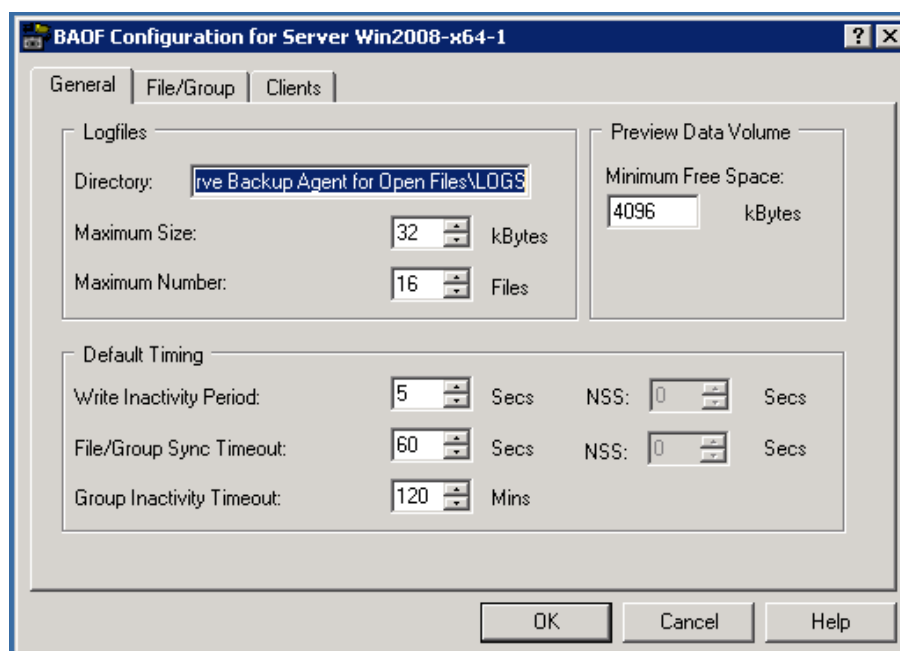 BAOF Configuration for Server Win2008-x64-1
General File/Group Clients
Logfiles
Directory: rve Backup Agent for Open Files\LOGS
Maximum Size: 32 kBytes
Maximum Number: 16 Files
Preview Data Volume
Minimum Free Space:
4096 kBytes
Default Timing
Write Inactivity Period: 5 Secs NSS: 0 Secs
File/Group Sync Timeout: 60 Secs NSS: 0 Secs
Group Inactivity Timeout: 120 Mins
OK Cancel Help